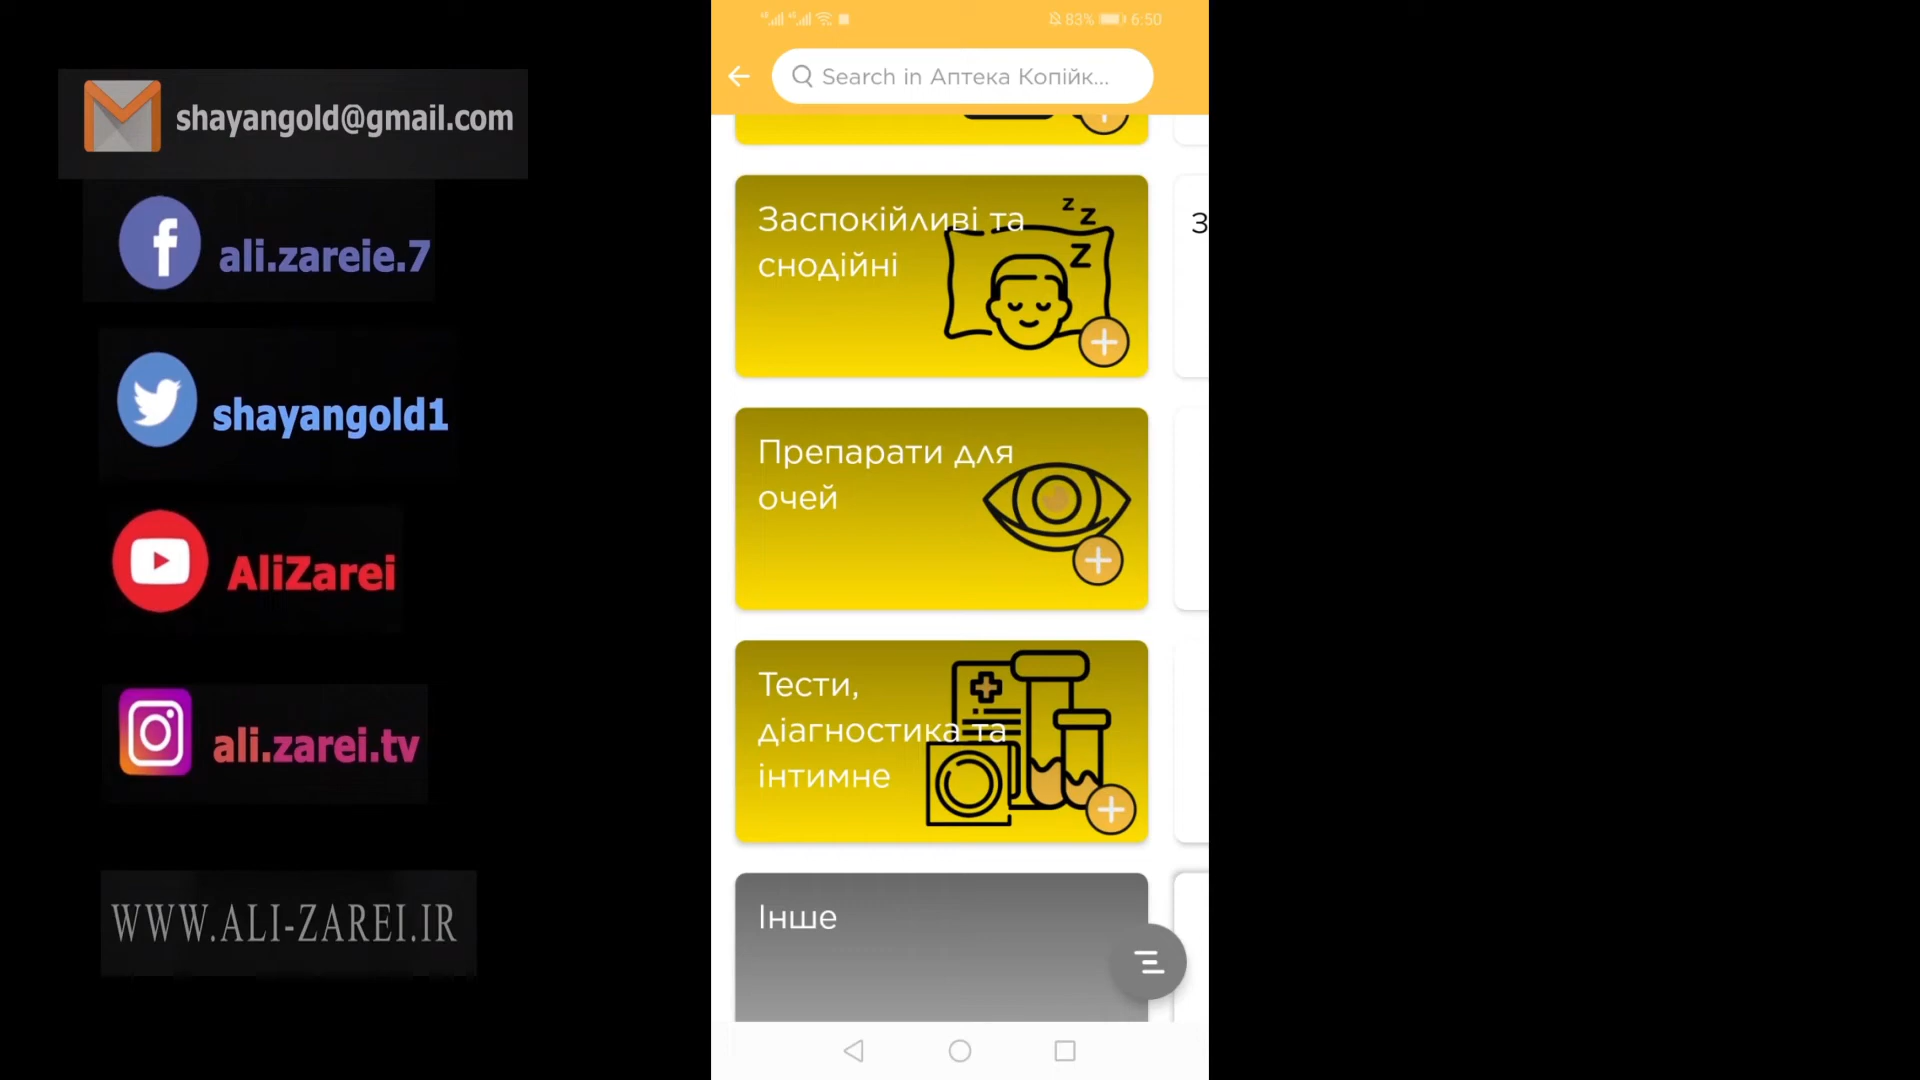 shayangold@gmail.com
ali.zareie.7
shayangold1
AliZarei
ali.zarei.tv
WWW.ALI-ZAREI.IR
83% 6:50
Search in Аптека Копійк...
Заспокійливі та
снодійні
z z
z
З
Препарати для
очей
Тести,
діагностика та
інтимне
Інше